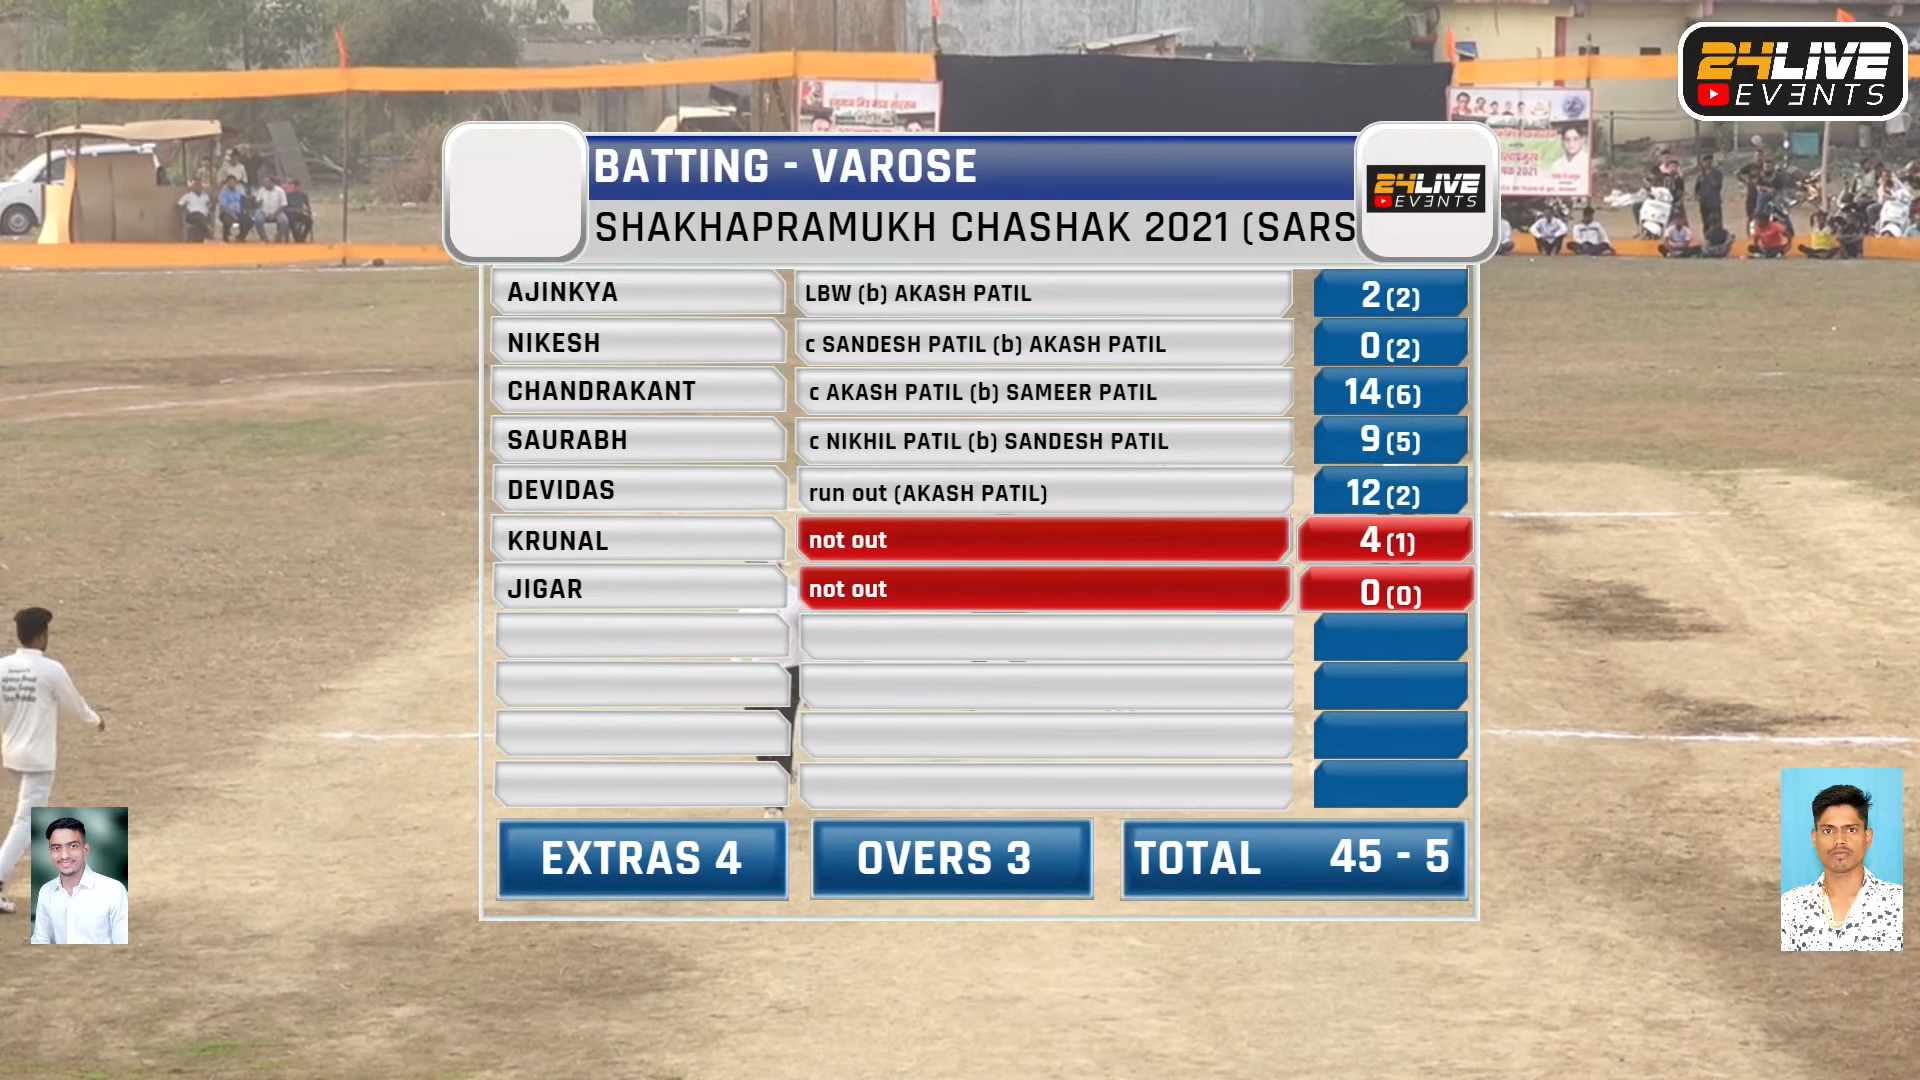 24LIVE
EVENTS
BATTING - VAROSE
SHAKHAPRAMUKH CHASHAK 2021 (SARS
24LIVE
EVENTS
AJINKYA LBW (b) AKASH PATIL 2 (2)
NIKESH c SANDESH PATIL (b) AKASH PATIL 0 (2)
CHANDRAKANT c AKASH PATIL (b) SAMEER PATIL 14 (6)
SAURABH c NIKHIL PATIL (b) SANDESH PATIL 9 (5)
DEVIDAS run out (AKASH PATIL) 12 (2)
KRUNAL not out 4 (1)
JIGAR not out 0 (0)
EXTRAS 4 OVERS 3 TOTAL 45 - 5